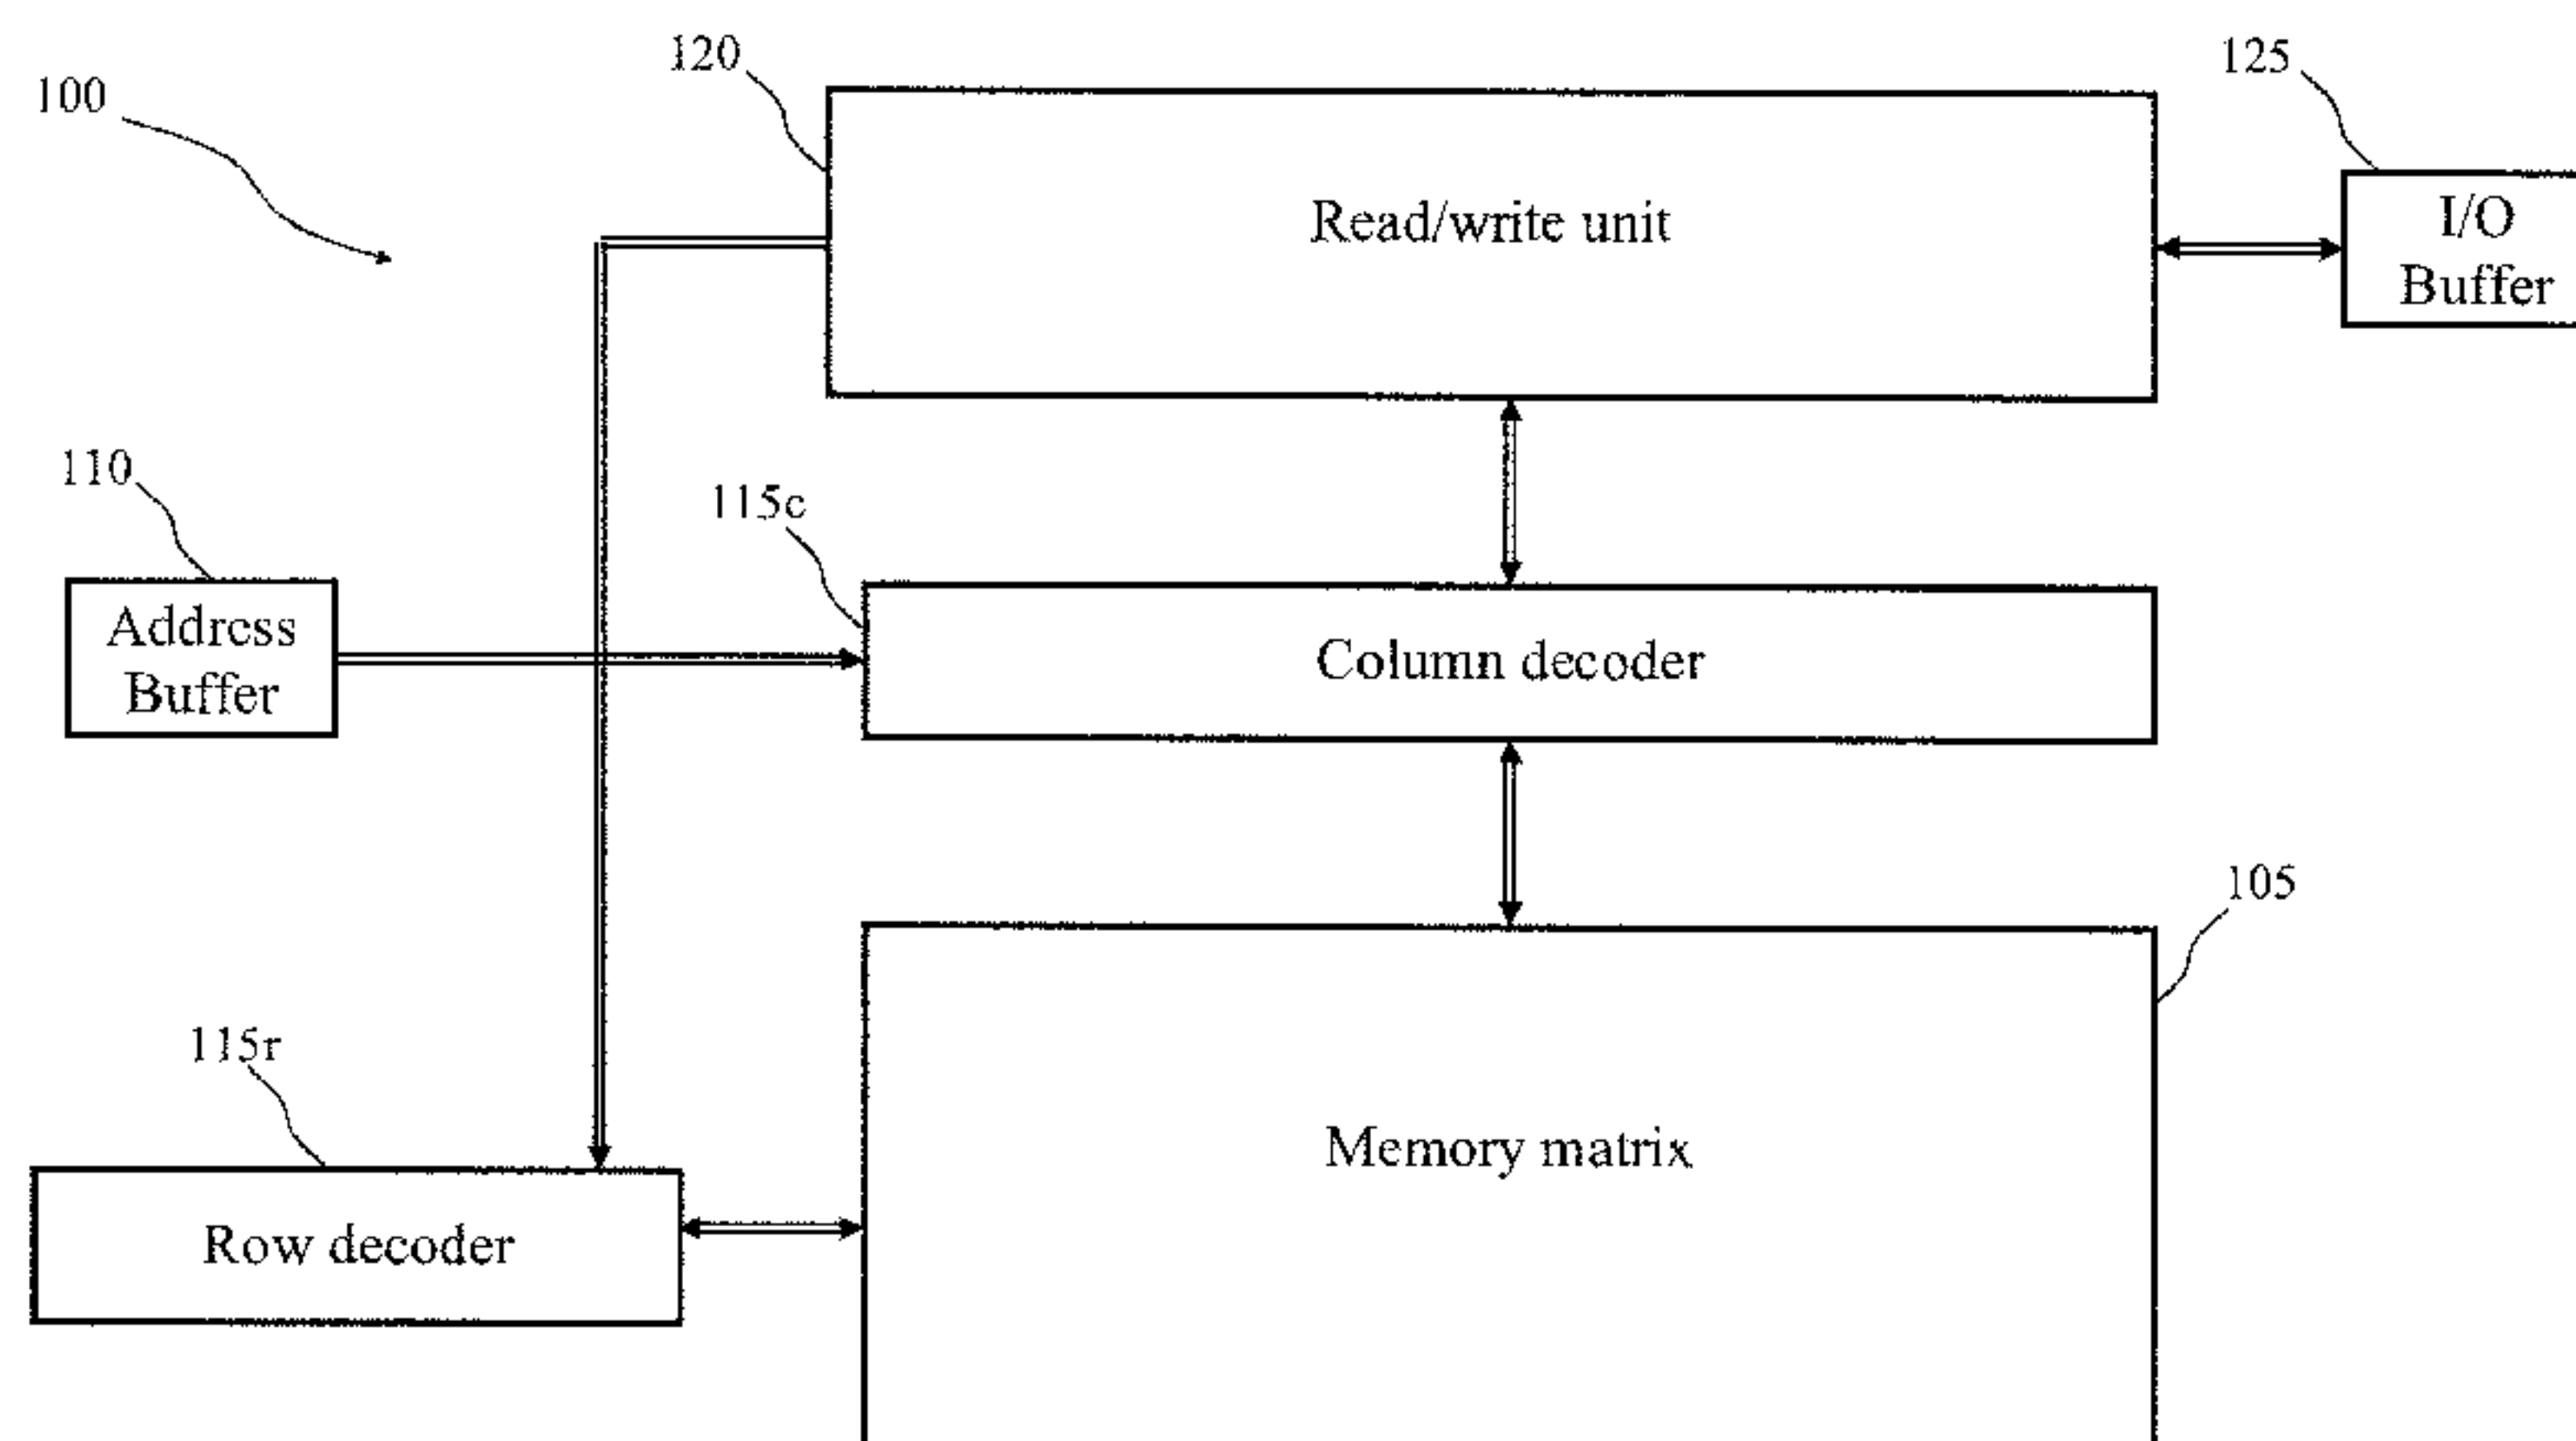 120
125
100
Read/write unit
I/O
Buffer
110
115c
Address
Buffer
Column decoder
105
115r
Memory matrix
Row decoder